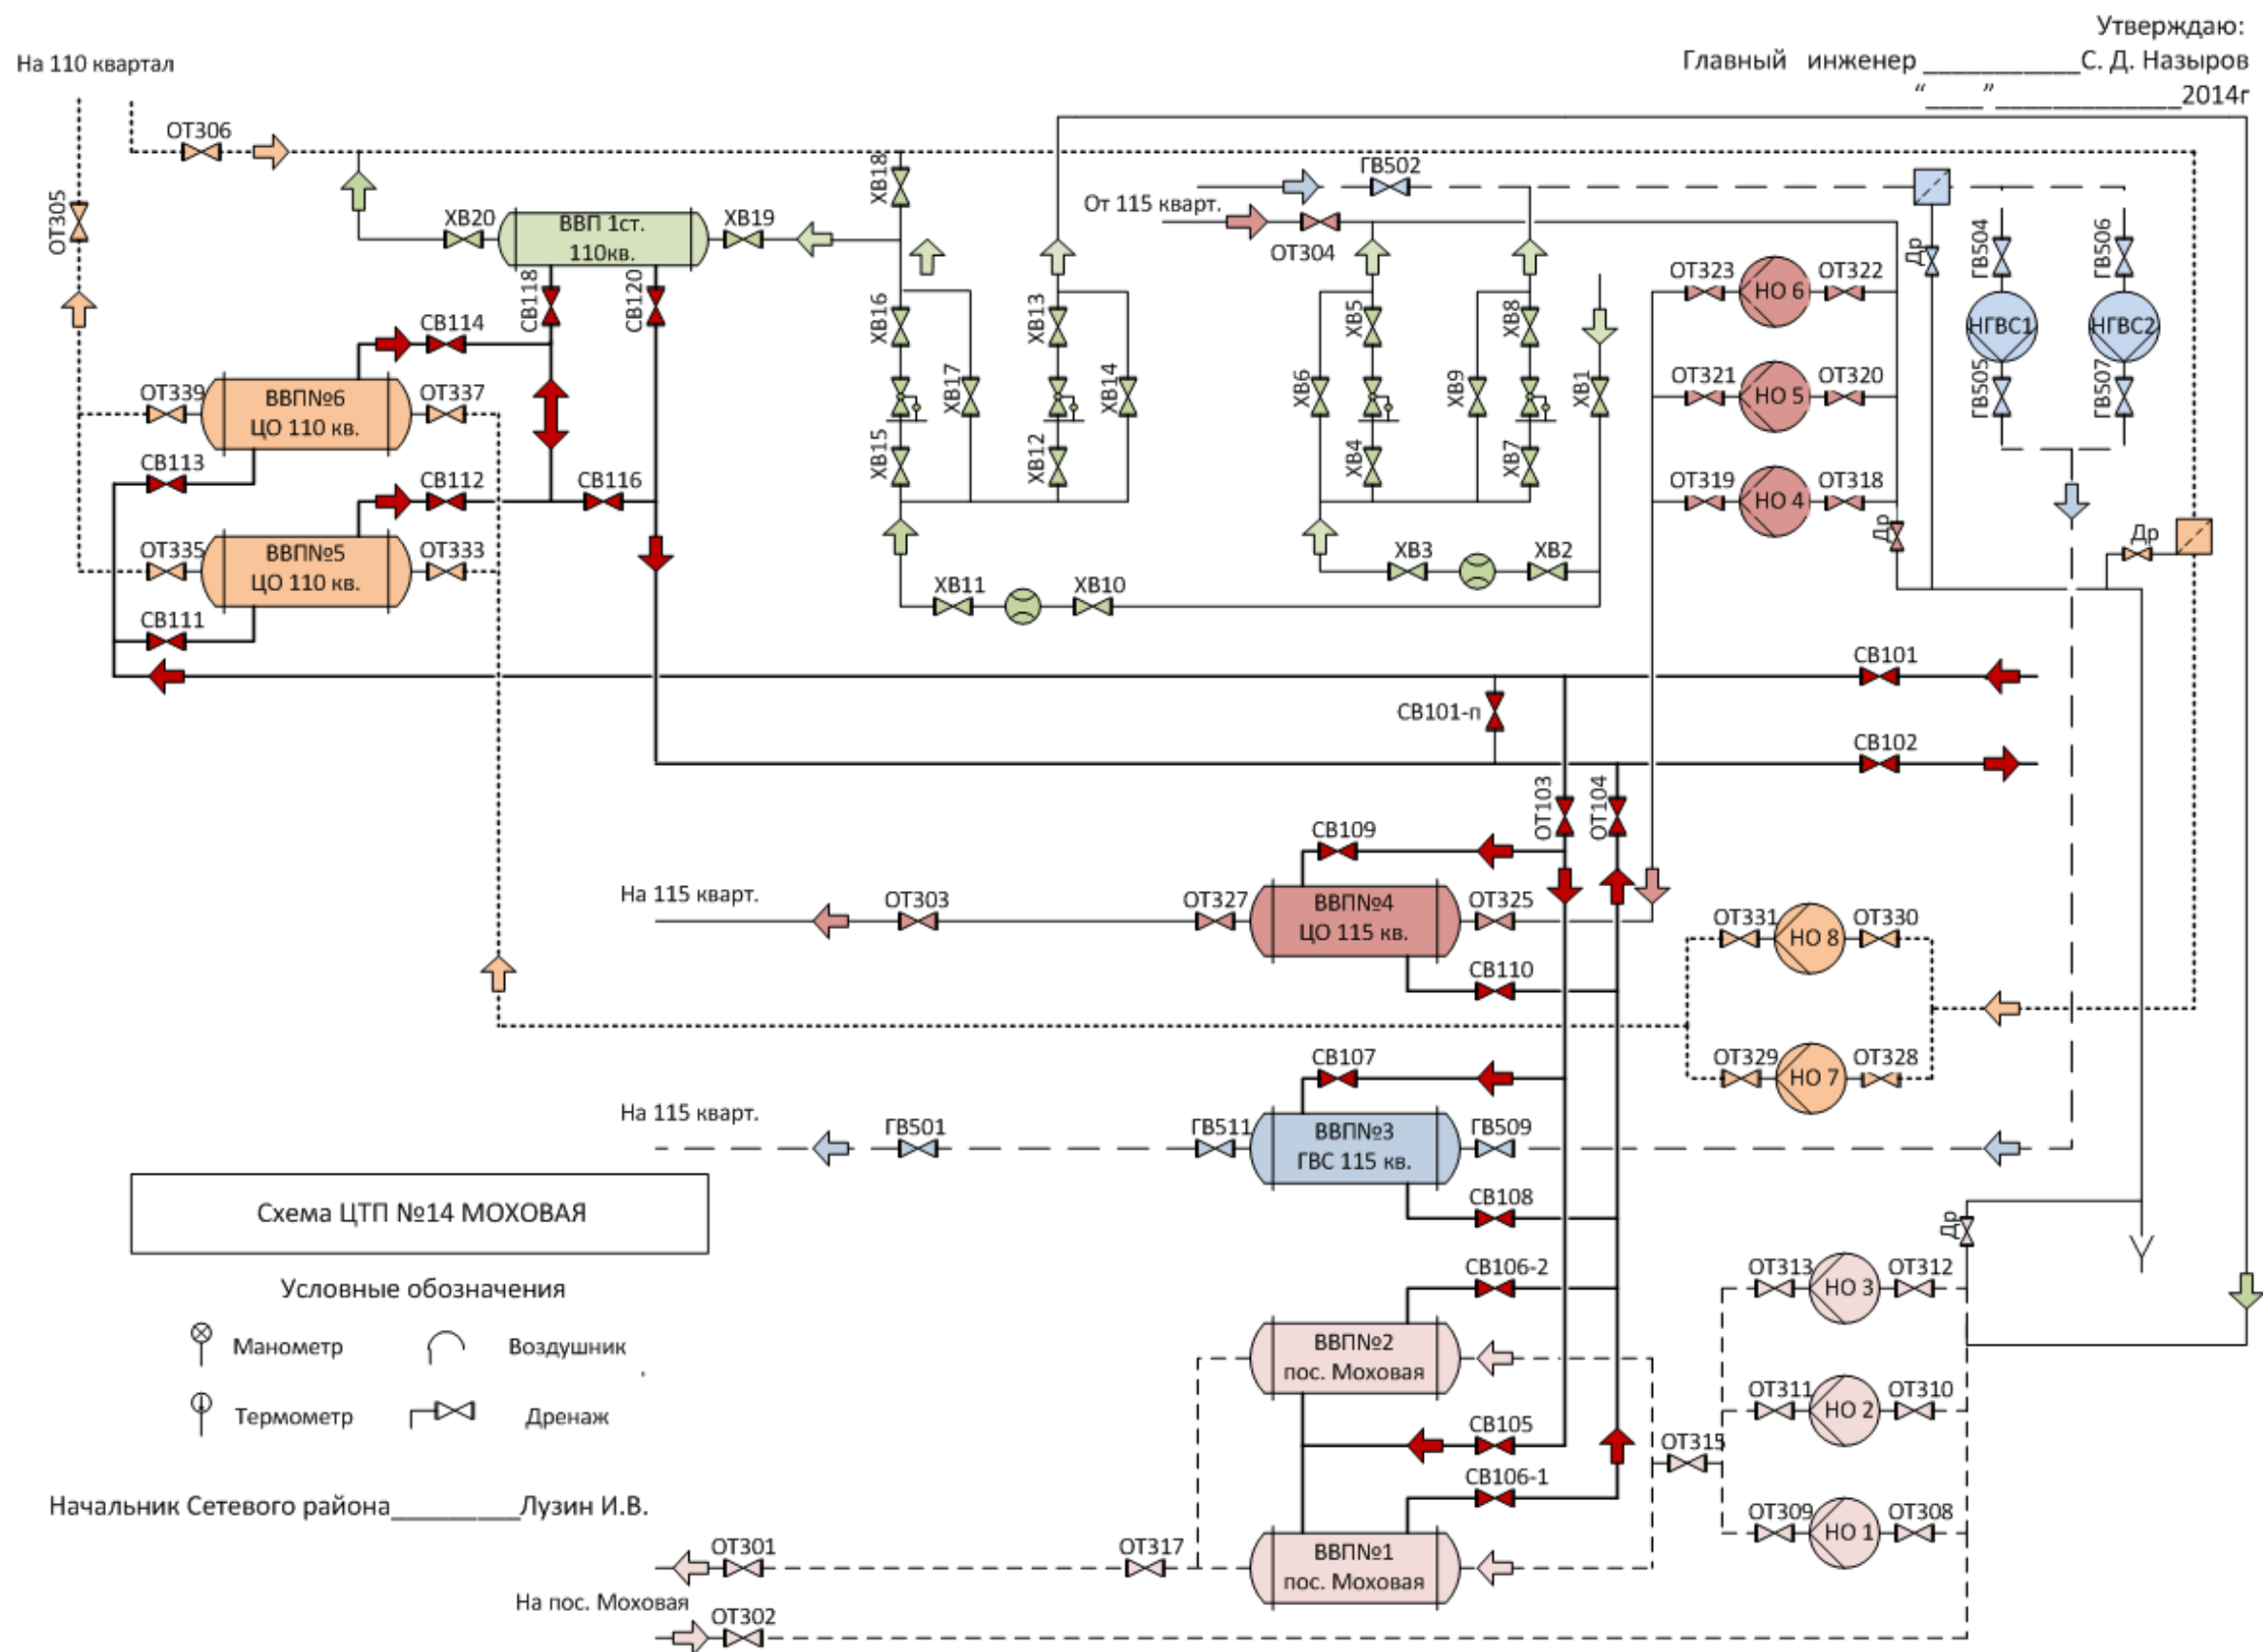 Утверждаю:
Главный инженер ___________С. Д. Назыров
“____”_____________2014г
На 110 квартал
ОТ306
ОТ305
ХВ20
ВВП 1ст.
110кв.
ХВ19
ХВ18
ГВ502
От 115 кварт.
ОТ304
Др
ГВ504
ГВ506
СВ118
СВ120
СВ114
ХВ16
ХВ17
ХВ13
ХВ14
ХВ6
ХВ5
ХВ9
ХВ8
ХВ1
ОТ323
НО 6
ОТ322
НГВС1
НГВС2
ОТ339
ВВП№6
ЦО 110 кв.
ОТ337
ОТ321
НО 5
ОТ320
ГВ505
ГВ507
СВ113
СВ112
СВ116
ХВ15
ХВ12
ХВ4
ХВ7
ОТ319
НО 4
ОТ318
Др
Др
ОТ335
ВВП№5
ЦО 110 кв.
ОТ333
ХВ3
ХВ2
ХВ11
ХВ10
СВ111
СВ101
СВ101-п
СВ102
ОТ103
ОТ104
СВ109
На 115 кварт.
ОТ303
ОТ327
ВВП№4
ЦО 115 кв.
ОТ325
ОТ331
НО 8
ОТ330
СВ110
СВ107
ОТ329
НО 7
ОТ328
На 115 кварт.
ГВ501
ГВ511
ВВП№3
ГВС 115 кв.
ГВ509
СВ108
Схема ЦТП №14 МОХОВАЯ
Др
СВ106-2
ОТ313
НО 3
ОТ312
Условные обозначения
Манометр
Воздушник
ВВП№2
пос. Моховая
Термометр
Дренаж
ОТ311
НО 2
ОТ310
СВ105
ОТ315
СВ106-1
Начальник Сетевого района_________Лузин И.В.
ОТ309
НО 1
ОТ308
ОТ301
ОТ317
ВВП№1
пос. Моховая
На пос. Моховая
ОТ302